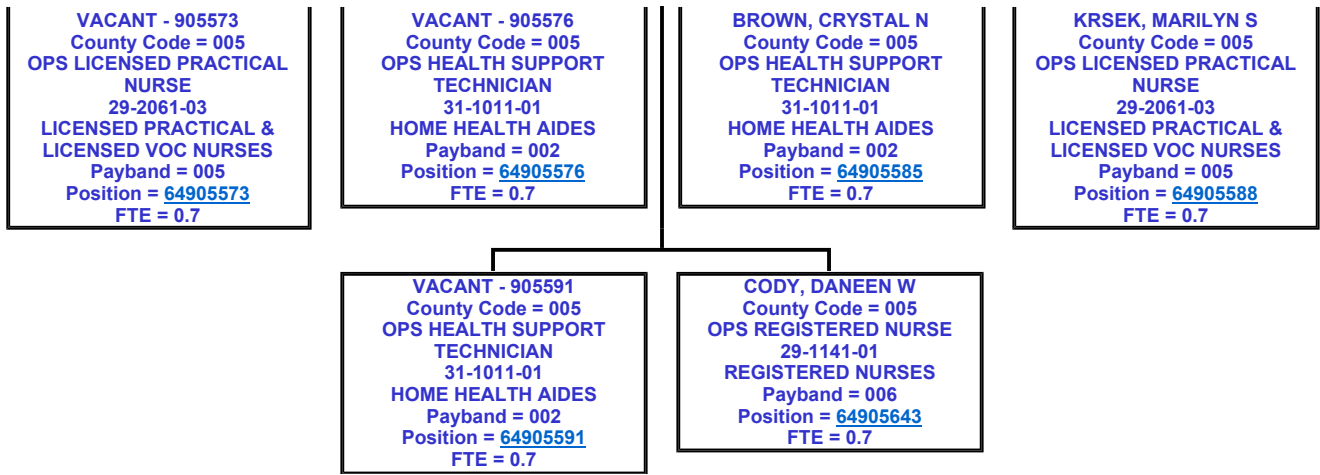 VACANT - 905573
County Code = 005
OPS LICENSED PRACTICAL
NURSE
29-2061-03
LICENSED PRACTICAL &
LICENSED VOC NURSES
Payband = 005
Position = 64905573
FTE = 0.7
VACANT - 905576
County Code = 005
OPS HEALTH SUPPORT
TECHNICIAN
31-1011-01
HOME HEALTH AIDES
Payband = 002
Position = 64905576
FTE = 0.7
BROWN, CRYSTAL N
County Code = 005
OPS HEALTH SUPPORT
TECHNICIAN
31-1011-01
HOME HEALTH AIDES
Payband = 002
Position = 64905585
FTE = 0.7
KRSEK, MARILYN S
County Code = 005
OPS LICENSED PRACTICAL
NURSE
29-2061-03
LICENSED PRACTICAL &
LICENSED VOC NURSES
Payband = 005
Position = 64905588
FTE = 0.7
VACANT - 905591
County Code = 005
OPS HEALTH SUPPORT
TECHNICIAN
31-1011-01
HOME HEALTH AIDES
Payband = 002
Position = 64905591
FTE = 0.7
CODY, DANEEN W
County Code = 005
OPS REGISTERED NURSE
29-1141-01
REGISTERED NURSES
Payband = 006
Position = 64905643
FTE = 0.7